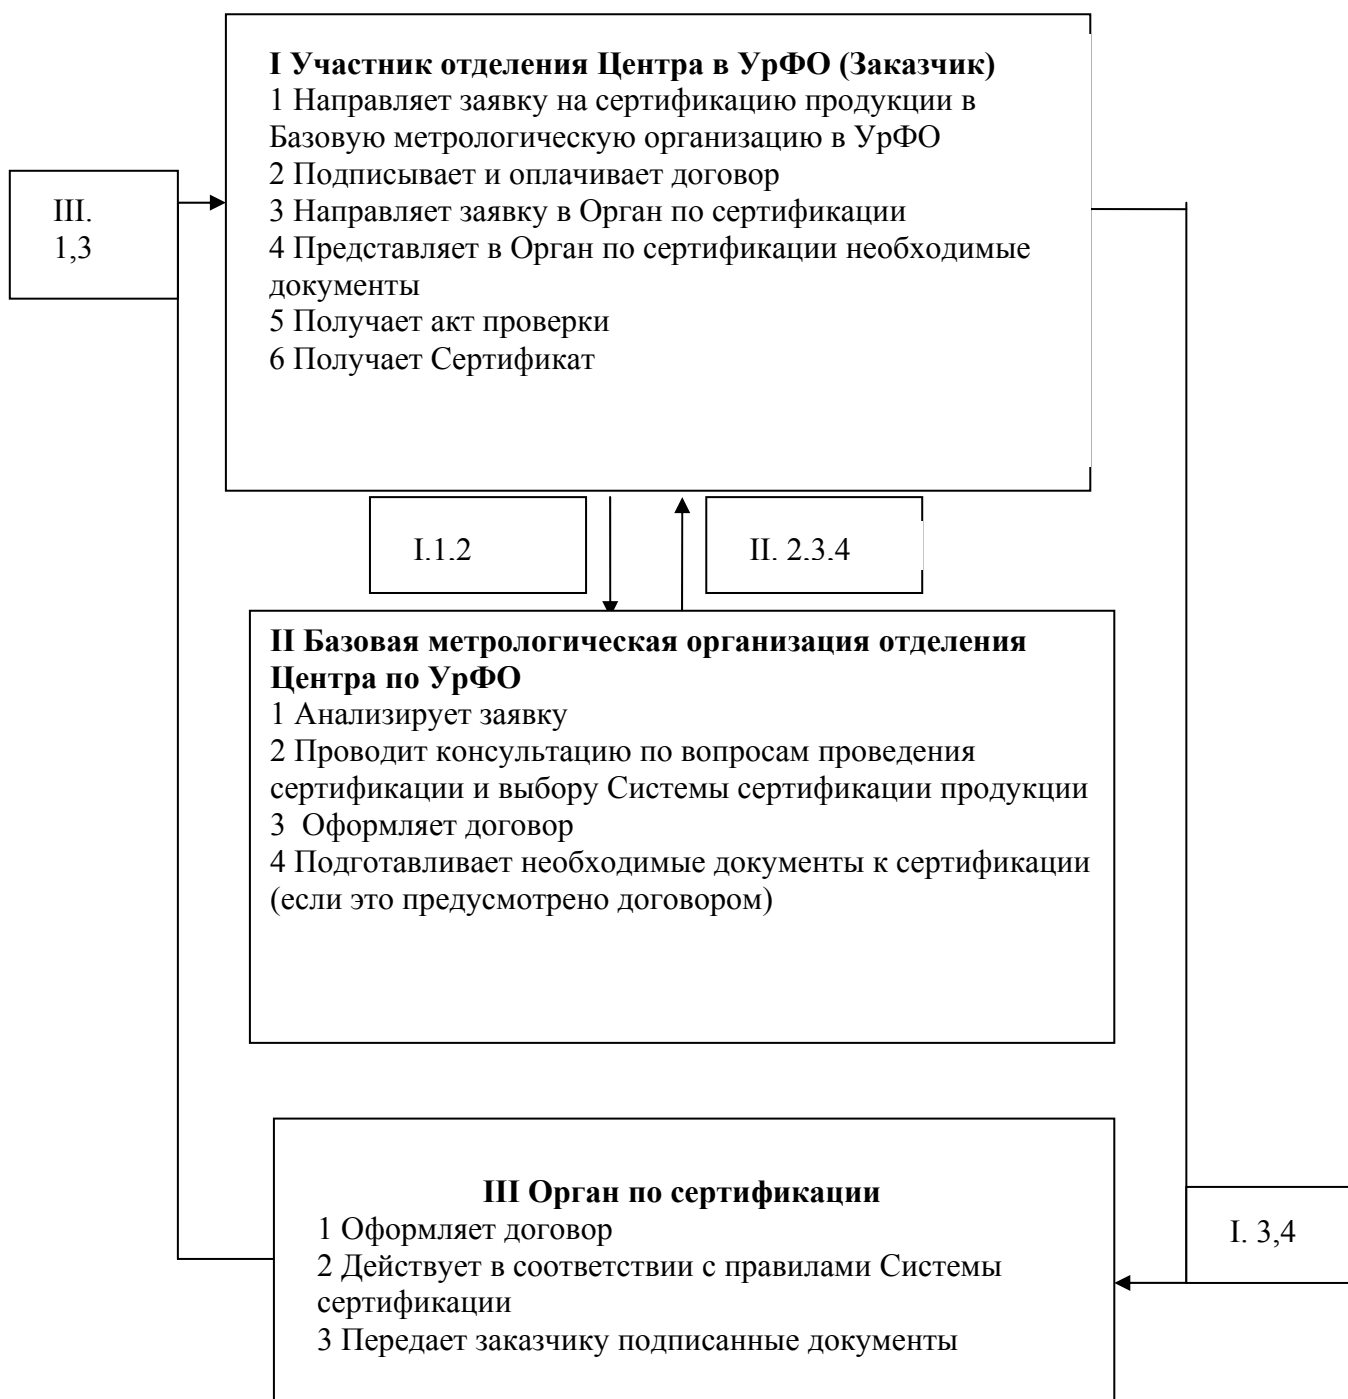 I Участник отделения Центра в УрФО (Заказчик)
1 Направляет заявку на сертификацию продукции в
Базовую метрологическую организацию в УрФО
2 Подписывает и оплачивает договор
3 Направляет заявку в Орган по сертификации
4 Представляет в Орган по сертификации необходимые
документы
5 Получает акт проверки
6 Получает Сертификат
III.
1,3
I.1.2
II. 2,3,4
II Базовая метрологическая организация отделения
Центра по УрФО
1 Анализирует заявку
2 Проводит консультацию по вопросам проведения
сертификации и выбору Системы сертификации продукции
3 Оформляет договор
4 Подготавливает необходимые документы к сертификации
(если это предусмотрено договором)
III Орган по сертификации
1 Оформляет договор
2 Действует в соответствии с правилами Системы
сертификации
3 Передает заказчику подписанные документы
I. 3,4